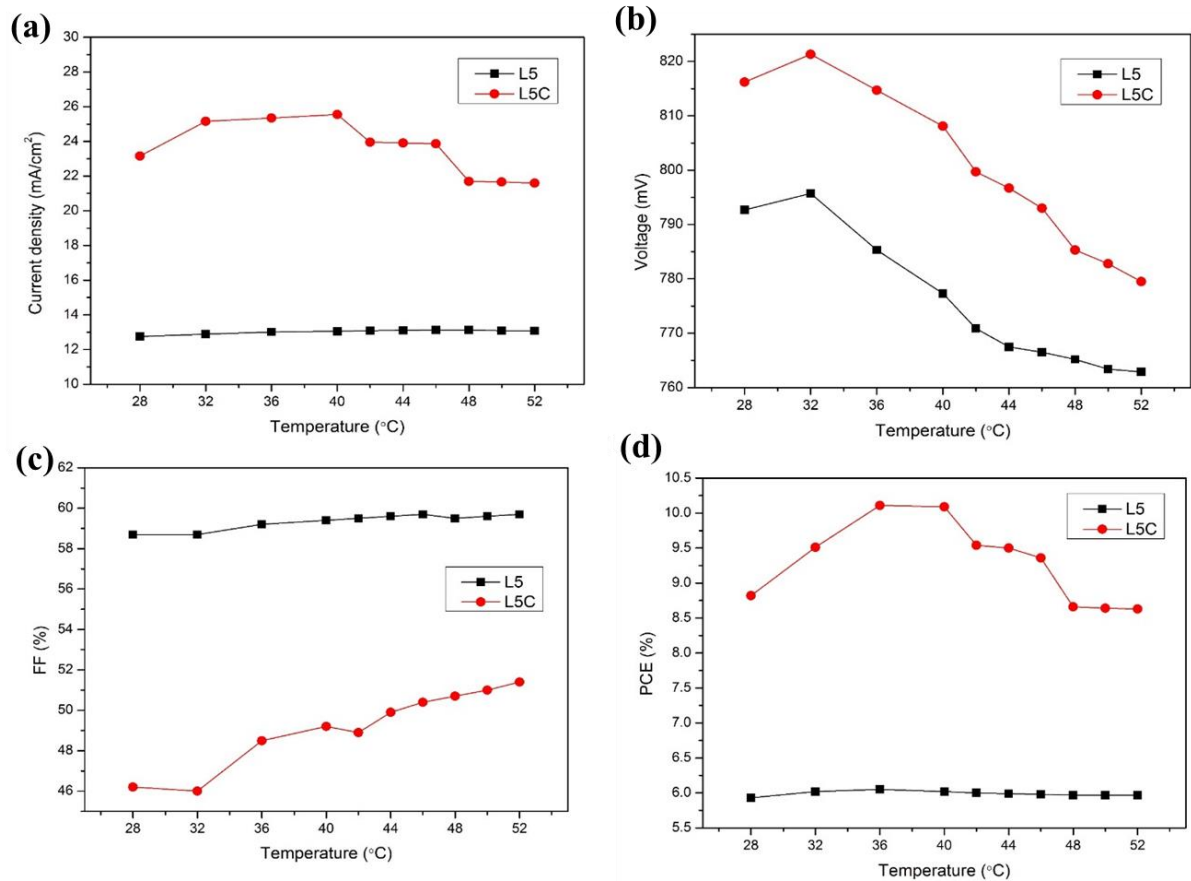 (a)
30
28
26
24
22
20
18
16
14
12
10
Current density (mA/cm²)
L5
L5C
28 32 36 40 44 48 52
Temperature (°C)
(b)
820
810
800
790
780
770
760
Voltage (mV)
L5
L5C
28 32 36 40 44 48 52
Temperature (°C)
(c)
62
60
58
56
54
52
50
48
46
FF (%)
L5
L5C
28 32 36 40 44 48 52
Temperature (°C)
(d)
10.5
10.0
9.5
9.0
8.5
8.0
7.5
7.0
6.5
6.0
5.5
PCE (%)
L5
L5C
28 32 36 40 44 48 52
Temperature (°C)